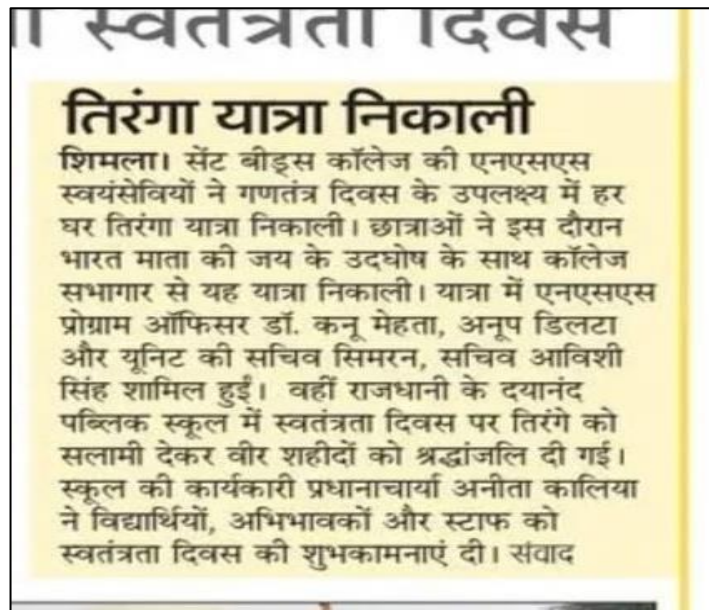 स्वतंत्रता दिवस
तिरंगा यात्रा निकाली
शिमला। सेंट बीड्स कॉलेज की एनएसएस
स्वयंसेवियों ने गणतंत्र दिवस के उपलक्ष्य में हर
घर तिरंगा यात्रा निकाली। छात्राओं ने इस दौरान
भारत माता की जय के उदघोष के साथ कॉलेज
सभागार से यह यात्रा निकाली। यात्रा में एनएसएस
प्रोग्राम ऑफिसर डॉ. कनू मेहता, अनूप डिलटा
और यूनिट की सचिव सिमरन, सचिव आविशी
सिंह शामिल हुईं। वहीं राजधानी के दयानंद
पब्लिक स्कूल में स्वतंत्रता दिवस पर तिरंगे को
सलामी देकर वीर शहीदों को श्रद्धांजलि दी गई।
स्कूल की कार्यकारी प्रधानाचार्या अनीता कालिया
ने विद्यार्थियों, अभिभावकों और स्टाफ को
स्वतंत्रता दिवस की शुभकामनाएं दी। संवाद